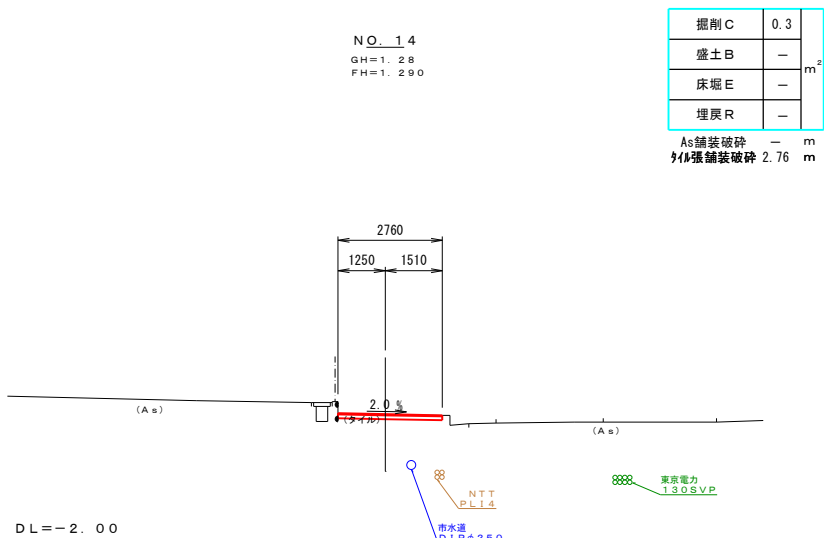 NO. 14
GH=1. 28
FH=1. 290
掘削C 0.3
盛土B －
m²
床堀E －
埋戻R －
As舗装破砕 － m
ﾀｲﾙ張舗装破砕 2.76 m
2760
1250 1510
2.0 %
(As)
(タイル)
(As)
NTT
PLI4
東京電力
130SVP
市水道
DIPφ350
DL=－2. 00